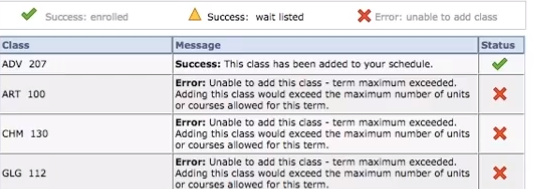 Success: enrolled Success: wait listed Error: unable to add class
Class Message Status
ADV 207 Success: This class has been added to your schedule.
ART 100 Error: Unable to add this class - term maximum exceeded.
Adding this class would exceed the maximum number of units
or courses allowed for this term.
CHM 130 Error: Unable to add this class - term maximum exceeded.
Adding this class would exceed the maximum number of units
or courses allowed for this term.
GLG 112 Error: Unable to add this class - term maximum exceeded.
Adding this class would exceed the maximum number of units
or courses allowed for this term.